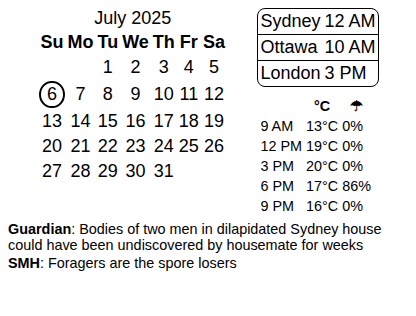 July 2025
Su Mo Tu We Th Fr Sa
1 2 3 4 5
6 7 8 9 10 11 12
13 14 15 16 17 18 19
20 21 22 23 24 25 26
27 28 29 30 31
Sydney 12 AM
Ottawa 10 AM
London 3 PM
°C ☂
9 AM 13°C 0%
12 PM 19°C 0%
3 PM 20°C 0%
6 PM 17°C 86%
9 PM 16°C 0%
Guardian: Bodies of two men in dilapidated Sydney house
could have been undiscovered by housemate for weeks
SMH: Foragers are the spore losers